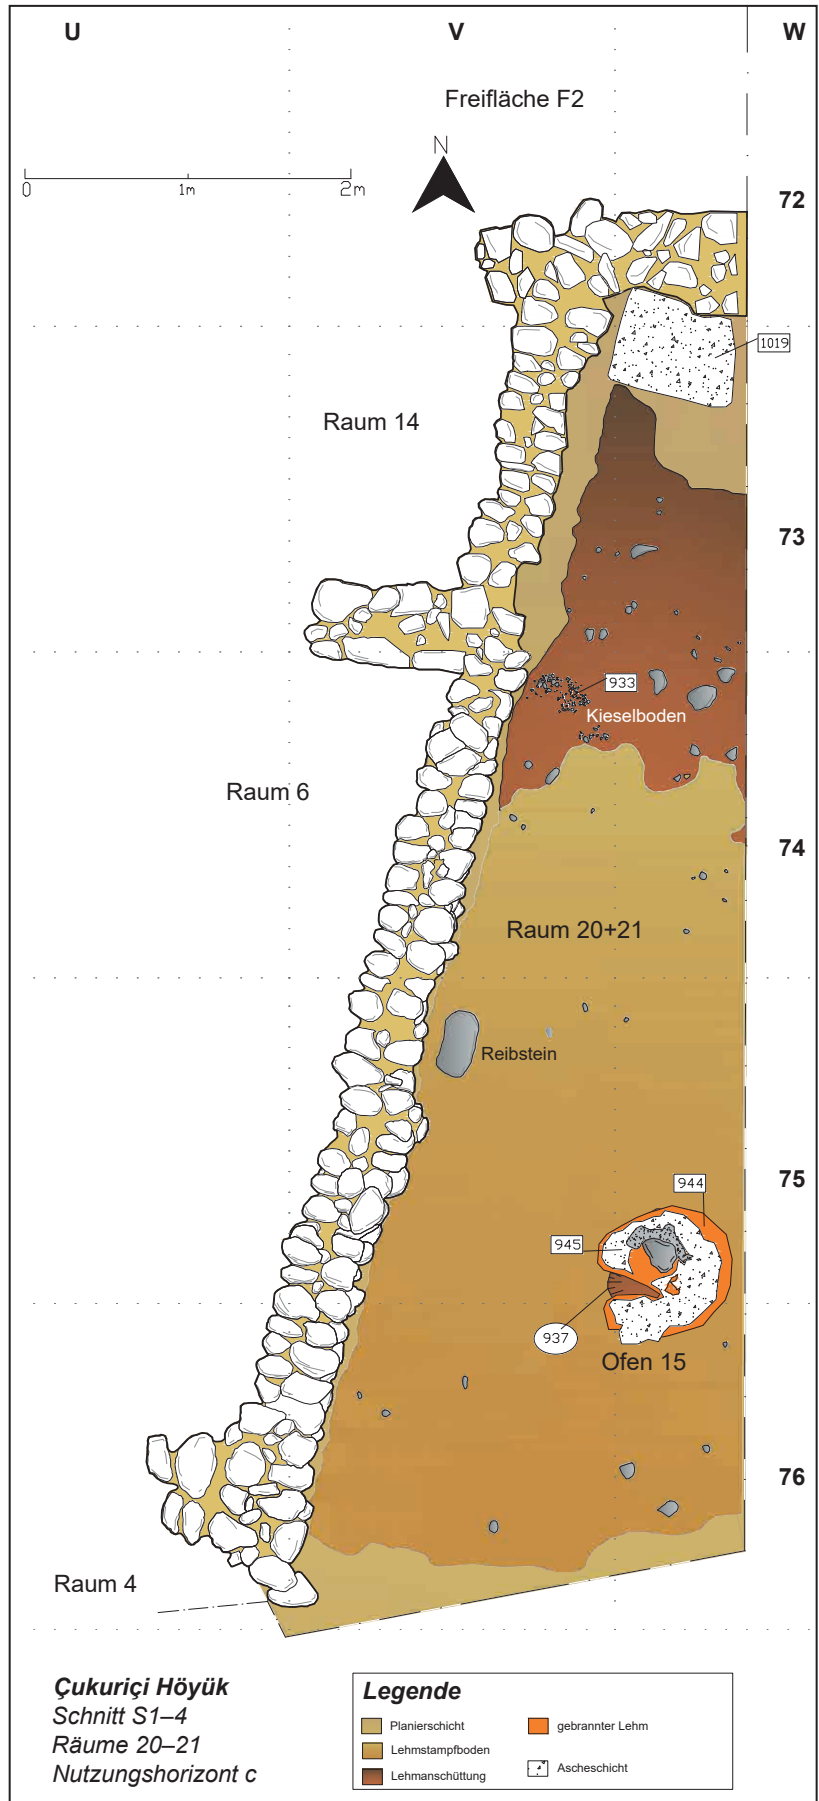 U V W
Freifläche F2
N
0 1m 2m
72
1019
Raum 14
73
933
Kieselboden
Raum 6
74
Raum 20+21
Reibstein
75
944
945
937
Ofen 15
76
Raum 4
Çukuriçi Höyük
Schnitt S1–4
Räume 20–21
Nutzungshorizont c
Legende
Planierschicht
gebrannter Lehm
Lehmstampfboden
Ascheschicht
Lehmanschüttung